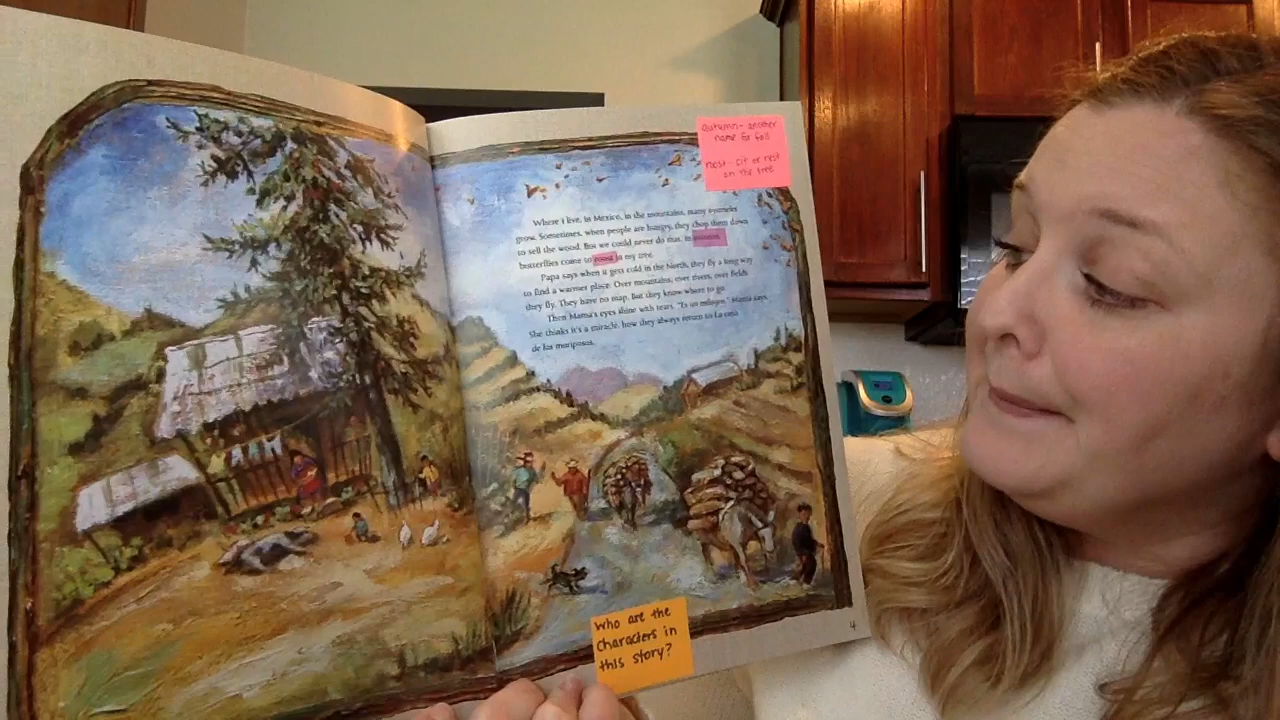 autumn- another
name for fall
nest- sit or rest
on the tree
Where I live, in Mexico, in the mountains, many oyameles
grow. Sometimes, when people are hungry, they chop them down
to sell the wood. But we could never do that. In autumn,
butterflies come to roost in my tree.
Papa says when it gets cold in the North, they fly a long way
to find a warmer place. Over mountains, over rivers, over fields
they fly. They have no map. But they know where to go.
Then Mama's eyes shine with tears. "Es un milagro," Mama says.
She thinks it's a miracle, how they always return to La casa
de las mariposas.
Who are the
characters in
this story?
4